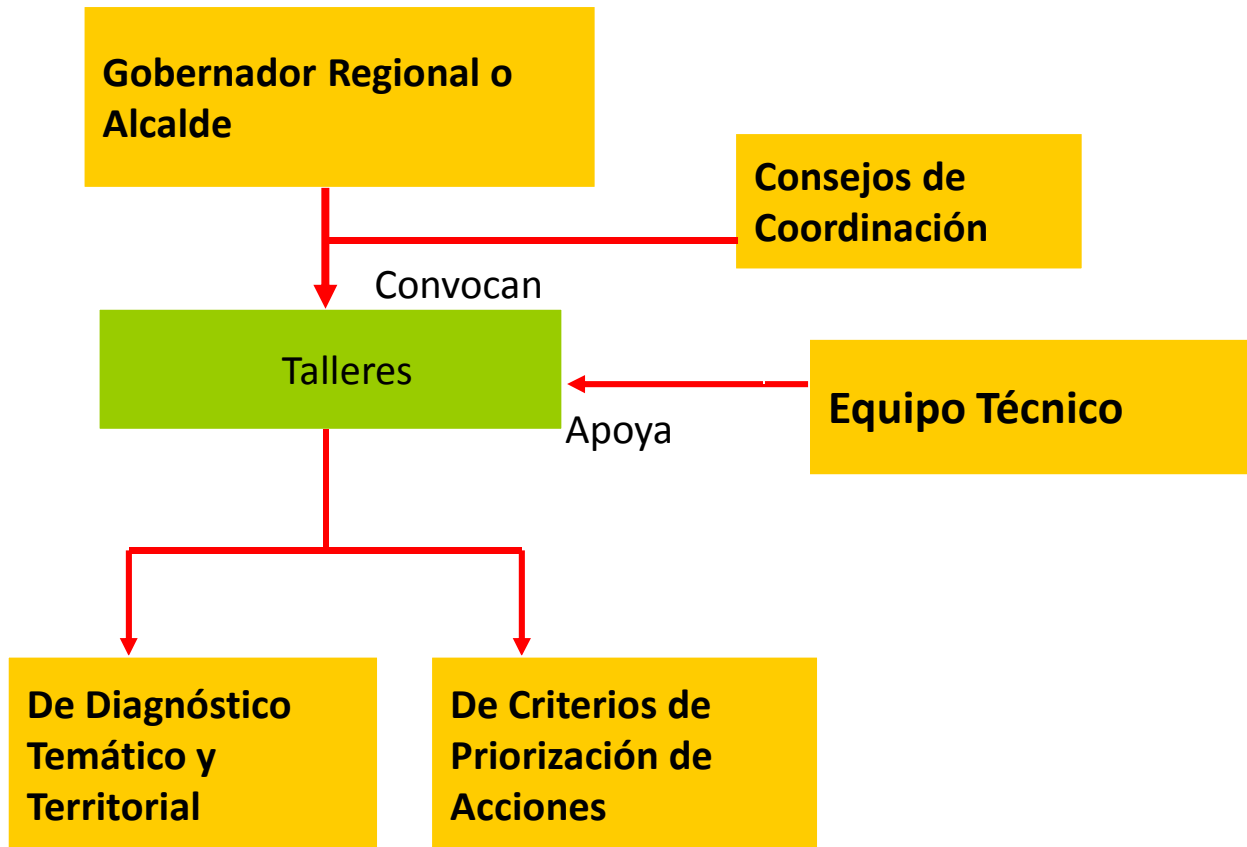 Gobernador Regional o
Alcalde
Consejos de
Coordinación
Convocan
Talleres
Equipo Técnico
Apoya
De Diagnóstico
Temático y
Territorial
De Criterios de
Priorización de
Acciones